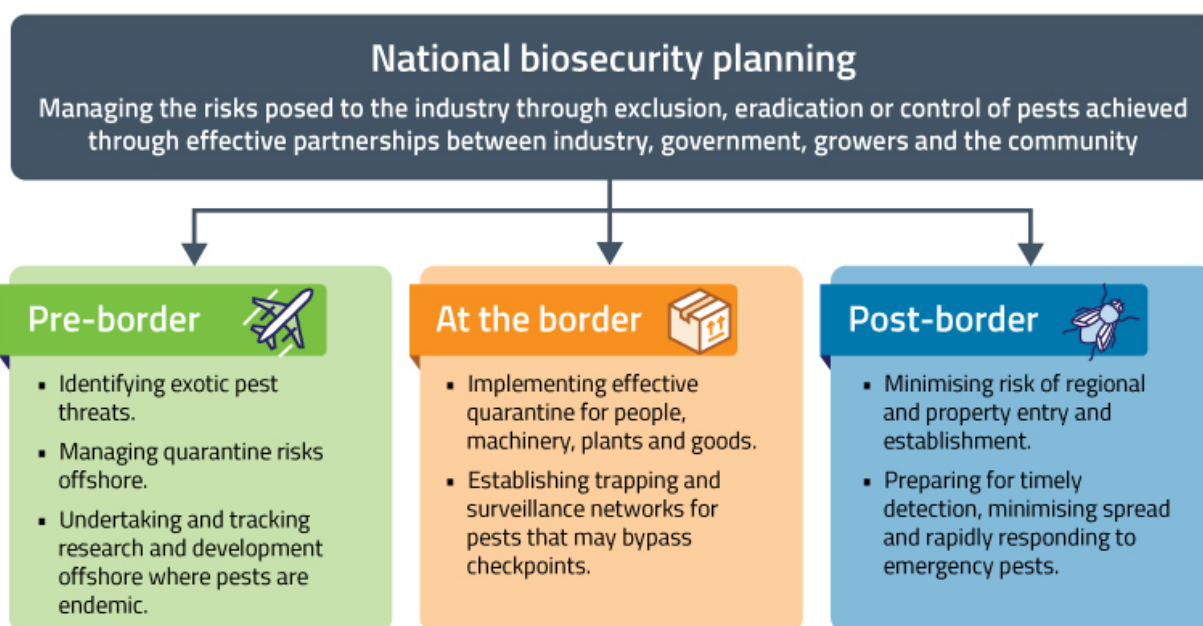 National biosecurity planning
Managing the risks posed to the industry through exclusion, eradication or control of pests achieved
through effective partnerships between industry, government, growers and the community
Pre-border
▪ Identifying exotic pest
threats.
▪ Managing quarantine risks
offshore.
▪ Undertaking and tracking
research and development
offshore where pests are
endemic.
At the border
▪ Implementing effective
quarantine for people,
machinery, plants and goods.
▪ Establishing trapping and
surveillance networks for
pests that may bypass
checkpoints.
Post-border
▪ Minimising risk of regional
and property entry and
establishment.
▪ Preparing for timely
detection, minimising spread
and rapidly responding to
emergency pests.